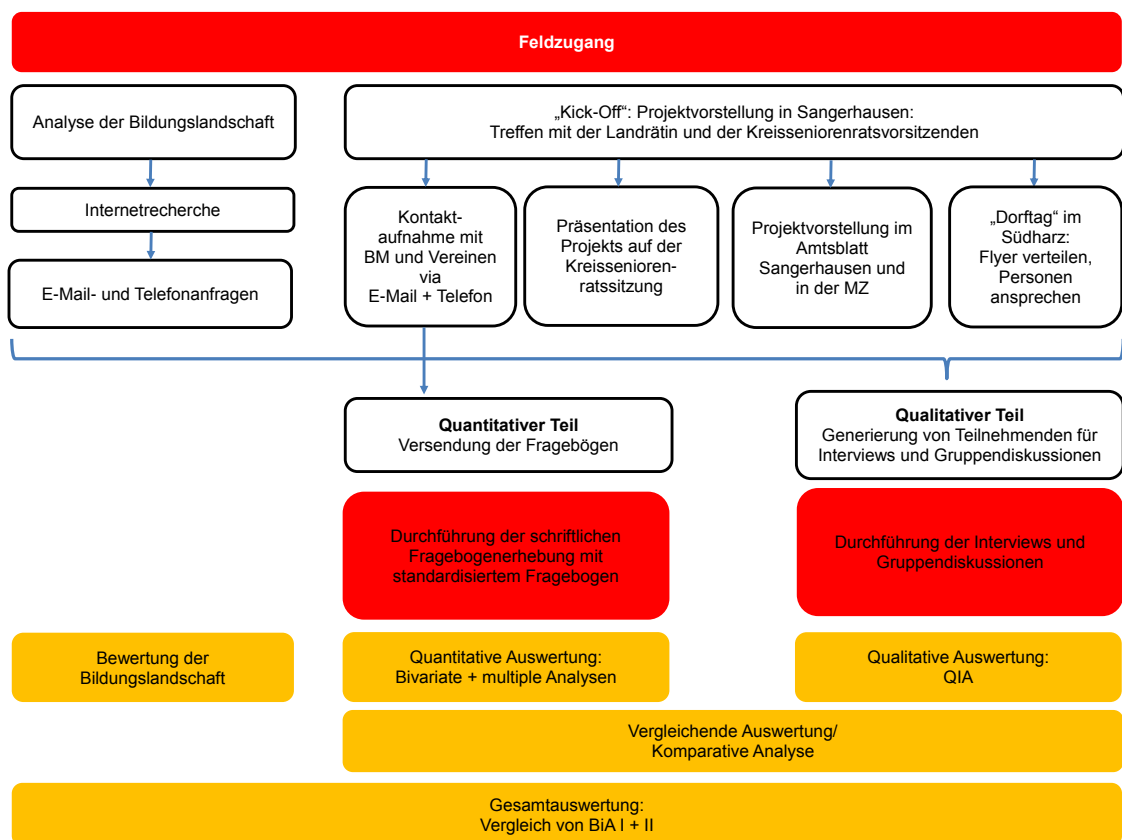 Feldzugang
Analyse der Bildungslandschaft
„Kick-Off“: Projektvorstellung in Sangerhausen:
Treffen mit der Landrätin und der Kreisseniorenratsvorsitzenden
Internetrecherche
E-Mail- und Telefonanfragen
Kontakt-
aufnahme mit
BM und Vereinen
via
E-Mail + Telefon
Präsentation des
Projekts auf der
Kreissenioren-
ratssitzung
Projektvorstellung im
Amtsblatt
Sangerhausen und
in der MZ
„Dorftag“ im
Südharz:
Flyer verteilen,
Personen
ansprechen
Quantitativer Teil
Versendung der Fragebögen
Qualitativer Teil
Generierung von Teilnehmenden für
Interviews und Gruppendiskussionen
Durchführung der schriftlichen
Fragebogenerhebung mit
standardisiertem Fragebogen
Durchführung der Interviews und
Gruppendiskussionen
Bewertung der
Bildungslandschaft
Quantitative Auswertung:
Bivariate + multiple Analysen
Qualitative Auswertung:
QIA
Vergleichende Auswertung/
Komparative Analyse
Gesamtauswertung:
Vergleich von BiA I + II